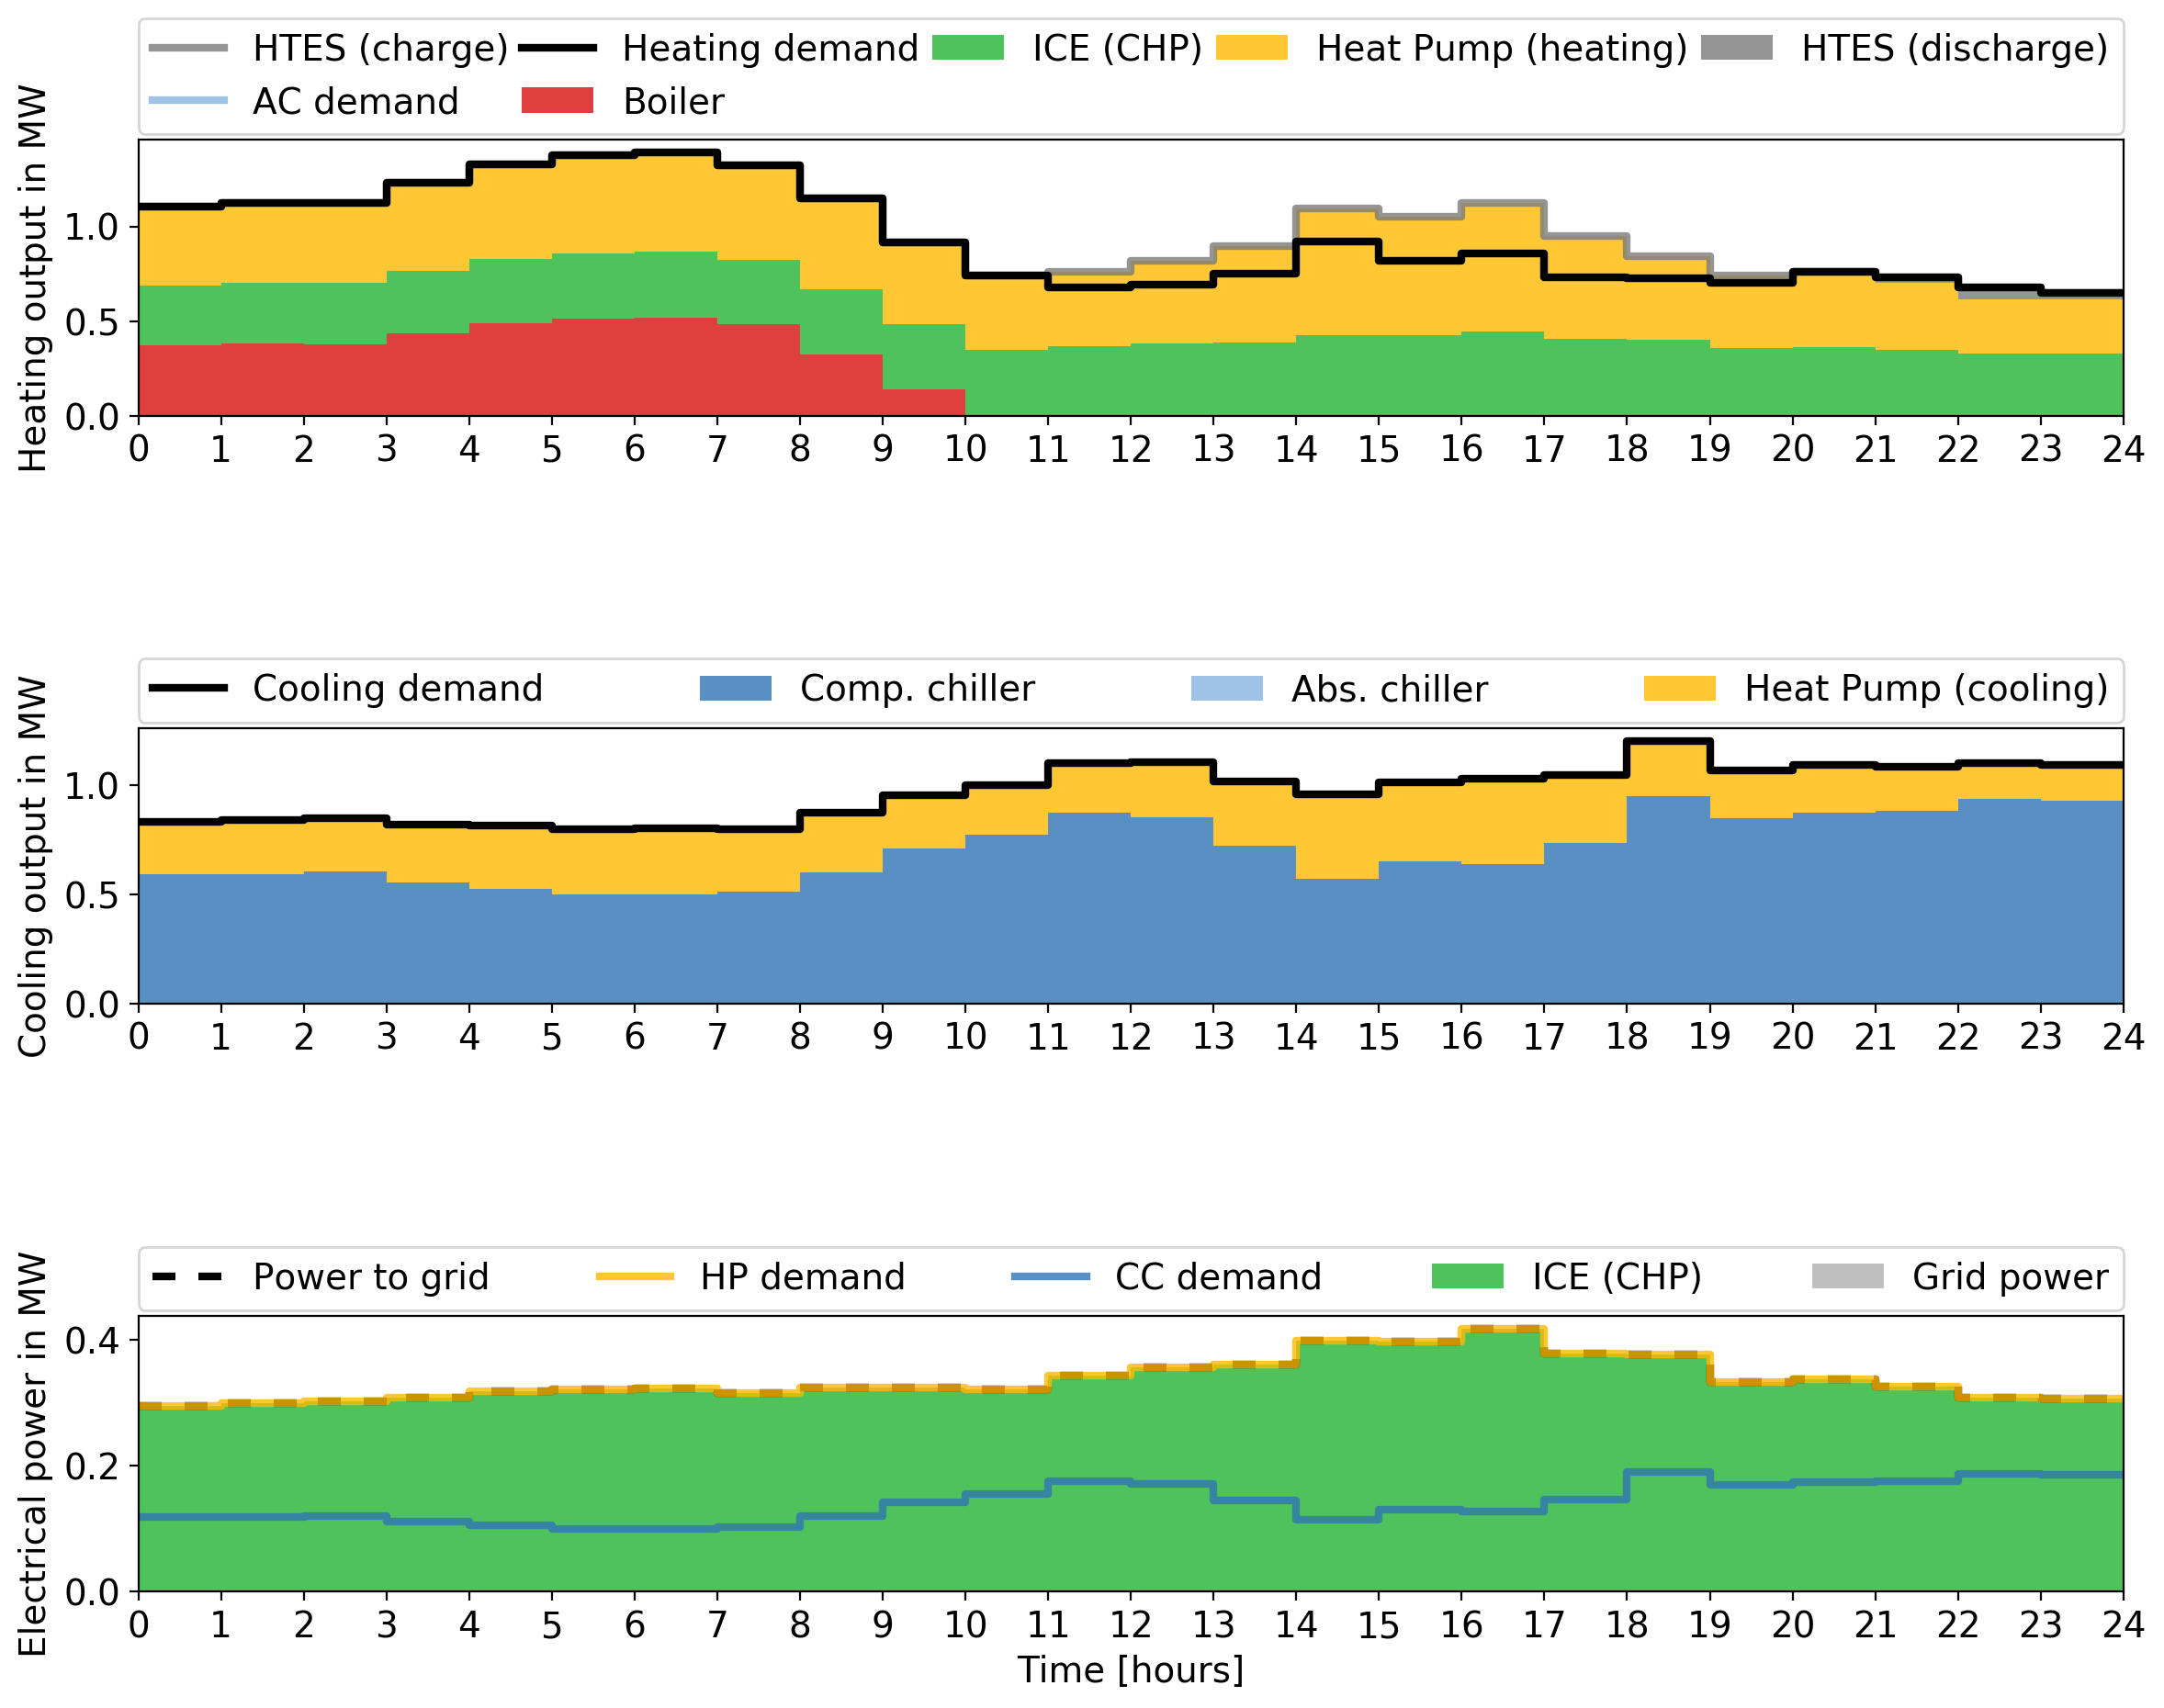 HTES (charge) Heating demand ICE (CHP) Heat Pump (heating) HTES (discharge)
AC demand Boiler
Heating output in MW
1.0
0.5
0.0
0 1 2 3 4 5 6 7 8 9 10 11 12 13 14 15 16 17 18 19 20 21 22 23 24
Cooling demand Comp. chiller Abs. chiller Heat Pump (cooling)
Cooling output in MW
1.0
0.5
0.0
0 1 2 3 4 5 6 7 8 9 10 11 12 13 14 15 16 17 18 19 20 21 22 23 24
Power to grid HP demand CC demand ICE (CHP) Grid power
Electrical power in MW
0.4
0.2
0.0
0 1 2 3 4 5 6 7 8 9 10 11 12 13 14 15 16 17 18 19 20 21 22 23 24
Time [hours]